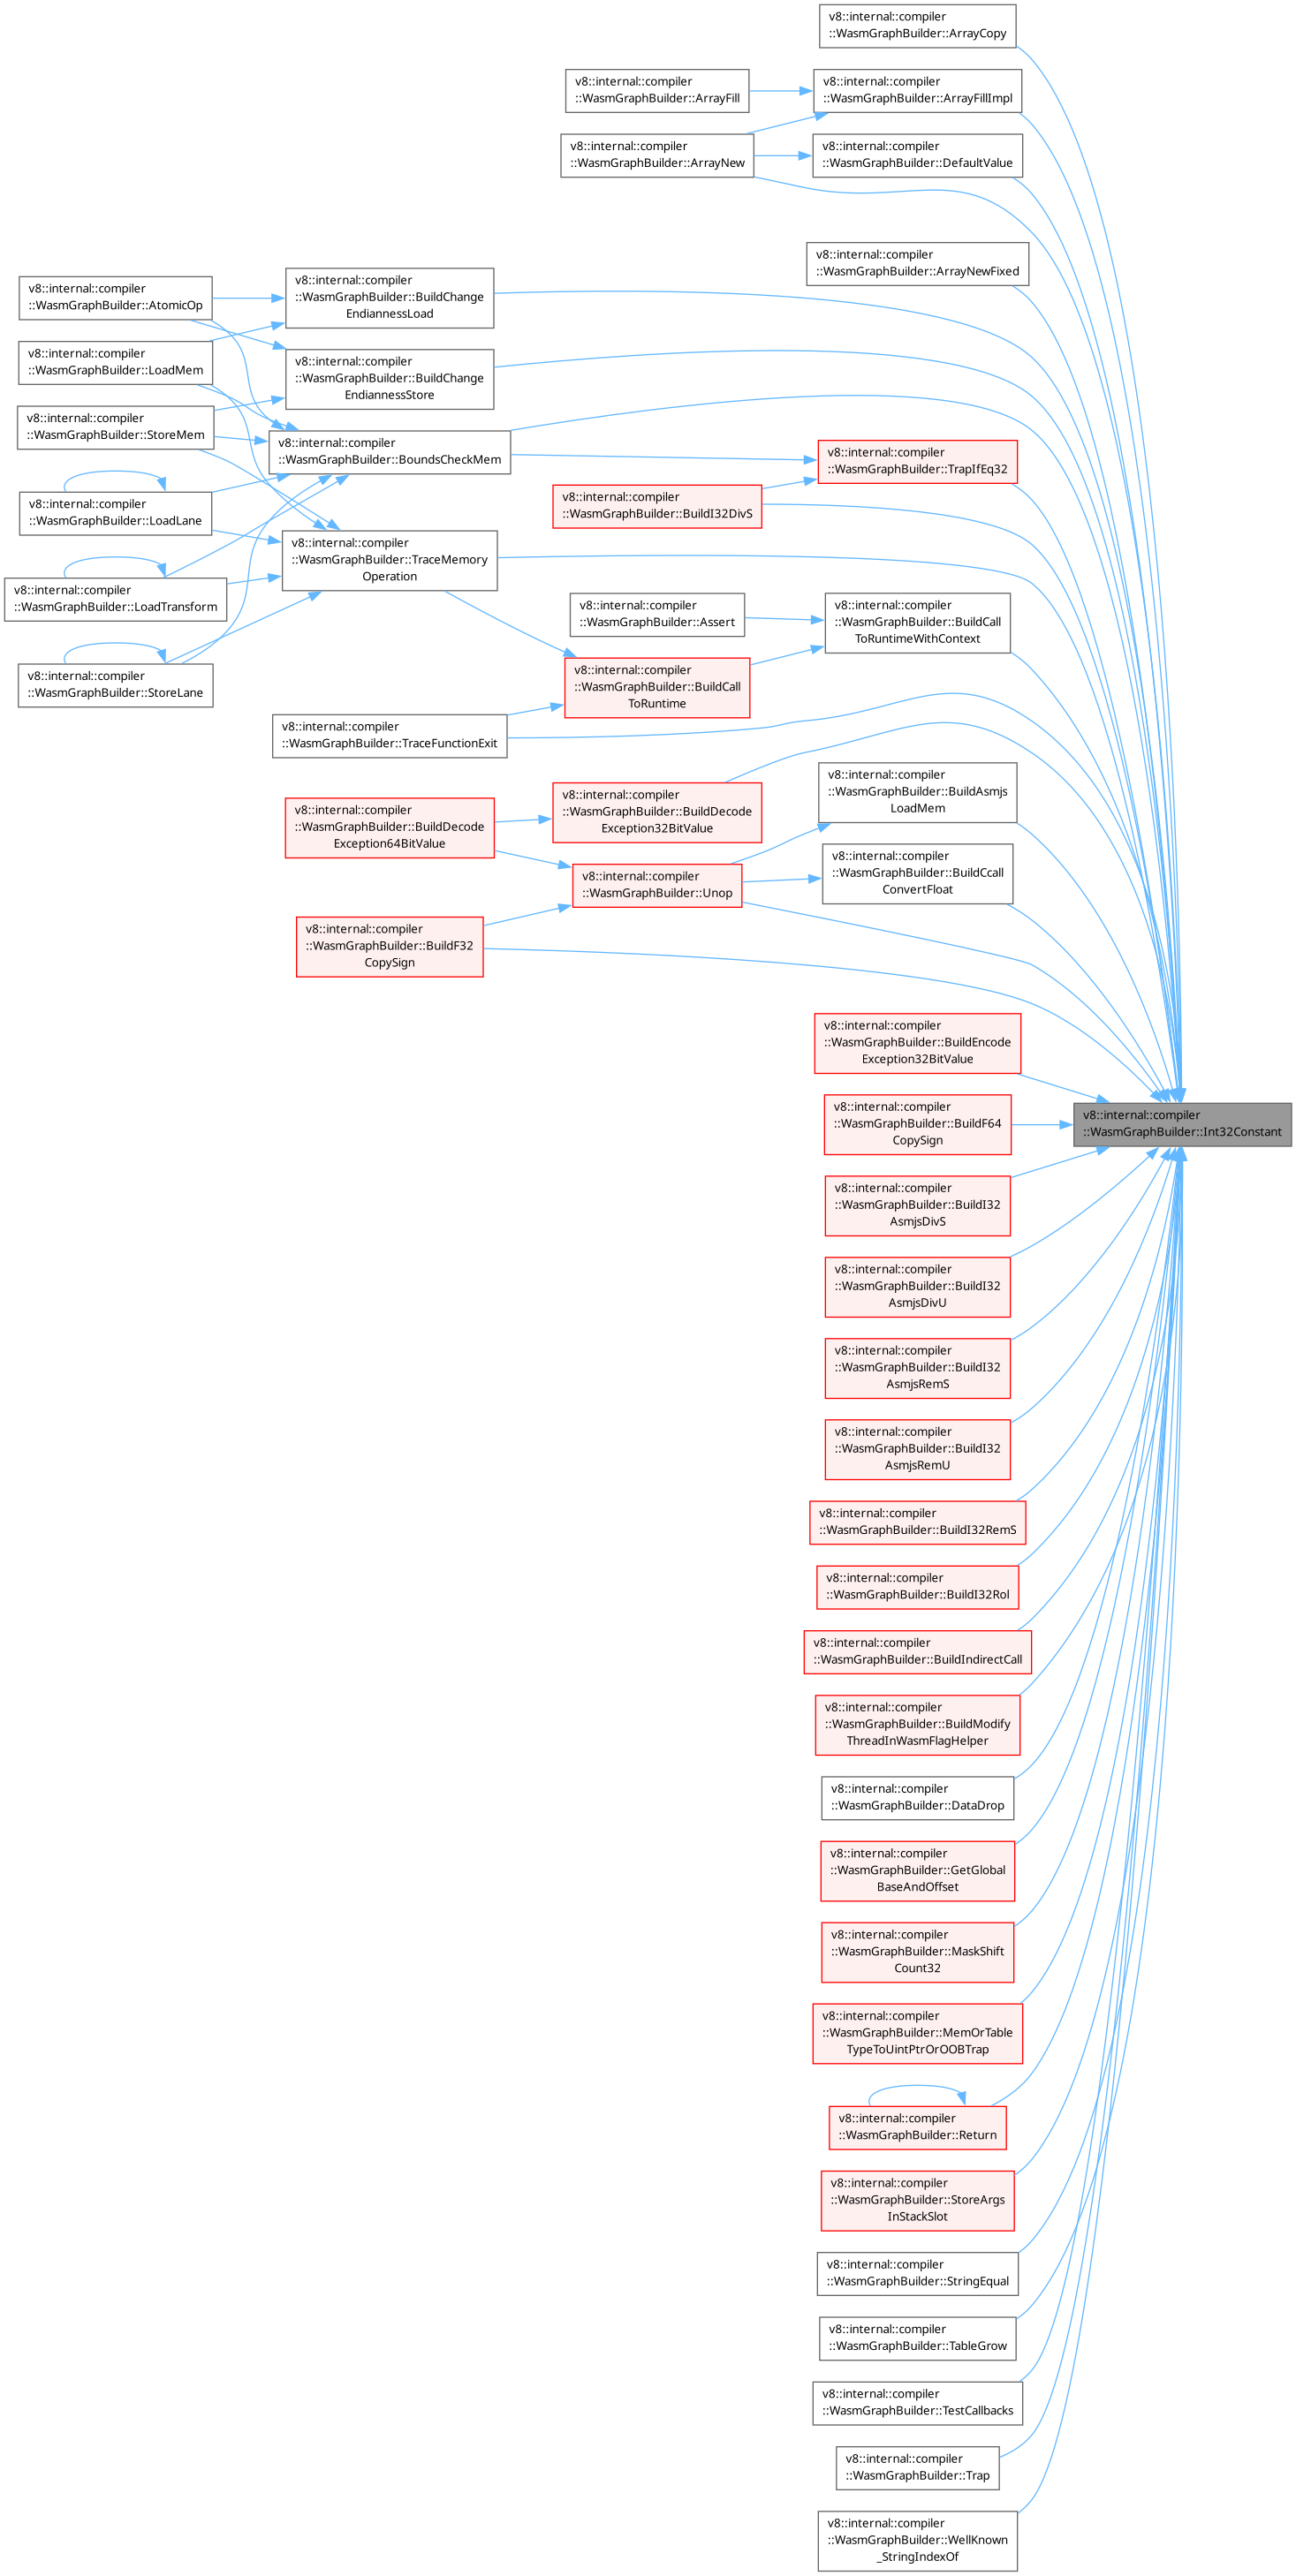 v8::internal::compiler
::WasmGraphBuilder::ArrayCopy
v8::internal::compiler
::WasmGraphBuilder::ArrayFill
v8::internal::compiler
::WasmGraphBuilder::ArrayFillImpl
v8::internal::compiler
::WasmGraphBuilder::ArrayNew
v8::internal::compiler
::WasmGraphBuilder::DefaultValue
v8::internal::compiler
::WasmGraphBuilder::ArrayNewFixed
v8::internal::compiler
::WasmGraphBuilder::AtomicOp
v8::internal::compiler
::WasmGraphBuilder::BuildChange
EndiannessLoad
v8::internal::compiler
::WasmGraphBuilder::LoadMem
v8::internal::compiler
::WasmGraphBuilder::BuildChange
EndiannessStore
v8::internal::compiler
::WasmGraphBuilder::StoreMem
v8::internal::compiler
::WasmGraphBuilder::BoundsCheckMem
v8::internal::compiler
::WasmGraphBuilder::TrapIfEq32
v8::internal::compiler
::WasmGraphBuilder::LoadLane
v8::internal::compiler
::WasmGraphBuilder::BuildI32DivS
v8::internal::compiler
::WasmGraphBuilder::TraceMemory
Operation
v8::internal::compiler
::WasmGraphBuilder::LoadTransform
v8::internal::compiler
::WasmGraphBuilder::Assert
v8::internal::compiler
::WasmGraphBuilder::BuildCall
ToRuntimeWithContext
v8::internal::compiler
::WasmGraphBuilder::StoreLane
v8::internal::compiler
::WasmGraphBuilder::BuildCall
ToRuntime
v8::internal::compiler
::WasmGraphBuilder::TraceFunctionExit
v8::internal::compiler
::WasmGraphBuilder::BuildDecode
Exception64BitValue
v8::internal::compiler
::WasmGraphBuilder::BuildDecode
Exception32BitValue
v8::internal::compiler
::WasmGraphBuilder::BuildAsmjs
LoadMem
v8::internal::compiler
::WasmGraphBuilder::Unop
v8::internal::compiler
::WasmGraphBuilder::BuildCcall
ConvertFloat
v8::internal::compiler
::WasmGraphBuilder::BuildF32
CopySign
v8::internal::compiler
::WasmGraphBuilder::BuildEncode
Exception32BitValue
v8::internal::compiler
::WasmGraphBuilder::Int32Constant
v8::internal::compiler
::WasmGraphBuilder::BuildF64
CopySign
v8::internal::compiler
::WasmGraphBuilder::BuildI32
AsmjsDivS
v8::internal::compiler
::WasmGraphBuilder::BuildI32
AsmjsDivU
v8::internal::compiler
::WasmGraphBuilder::BuildI32
AsmjsRemS
v8::internal::compiler
::WasmGraphBuilder::BuildI32
AsmjsRemU
v8::internal::compiler
::WasmGraphBuilder::BuildI32RemS
v8::internal::compiler
::WasmGraphBuilder::BuildI32Rol
v8::internal::compiler
::WasmGraphBuilder::BuildIndirectCall
v8::internal::compiler
::WasmGraphBuilder::BuildModify
ThreadInWasmFlagHelper
v8::internal::compiler
::WasmGraphBuilder::DataDrop
v8::internal::compiler
::WasmGraphBuilder::GetGlobal
BaseAndOffset
v8::internal::compiler
::WasmGraphBuilder::MaskShift
Count32
v8::internal::compiler
::WasmGraphBuilder::MemOrTable
TypeToUintPtrOrOOBTrap
v8::internal::compiler
::WasmGraphBuilder::Return
v8::internal::compiler
::WasmGraphBuilder::StoreArgs
InStackSlot
v8::internal::compiler
::WasmGraphBuilder::StringEqual
v8::internal::compiler
::WasmGraphBuilder::TableGrow
v8::internal::compiler
::WasmGraphBuilder::TestCallbacks
v8::internal::compiler
::WasmGraphBuilder::Trap
v8::internal::compiler
::WasmGraphBuilder::WellKnown
_StringIndexOf